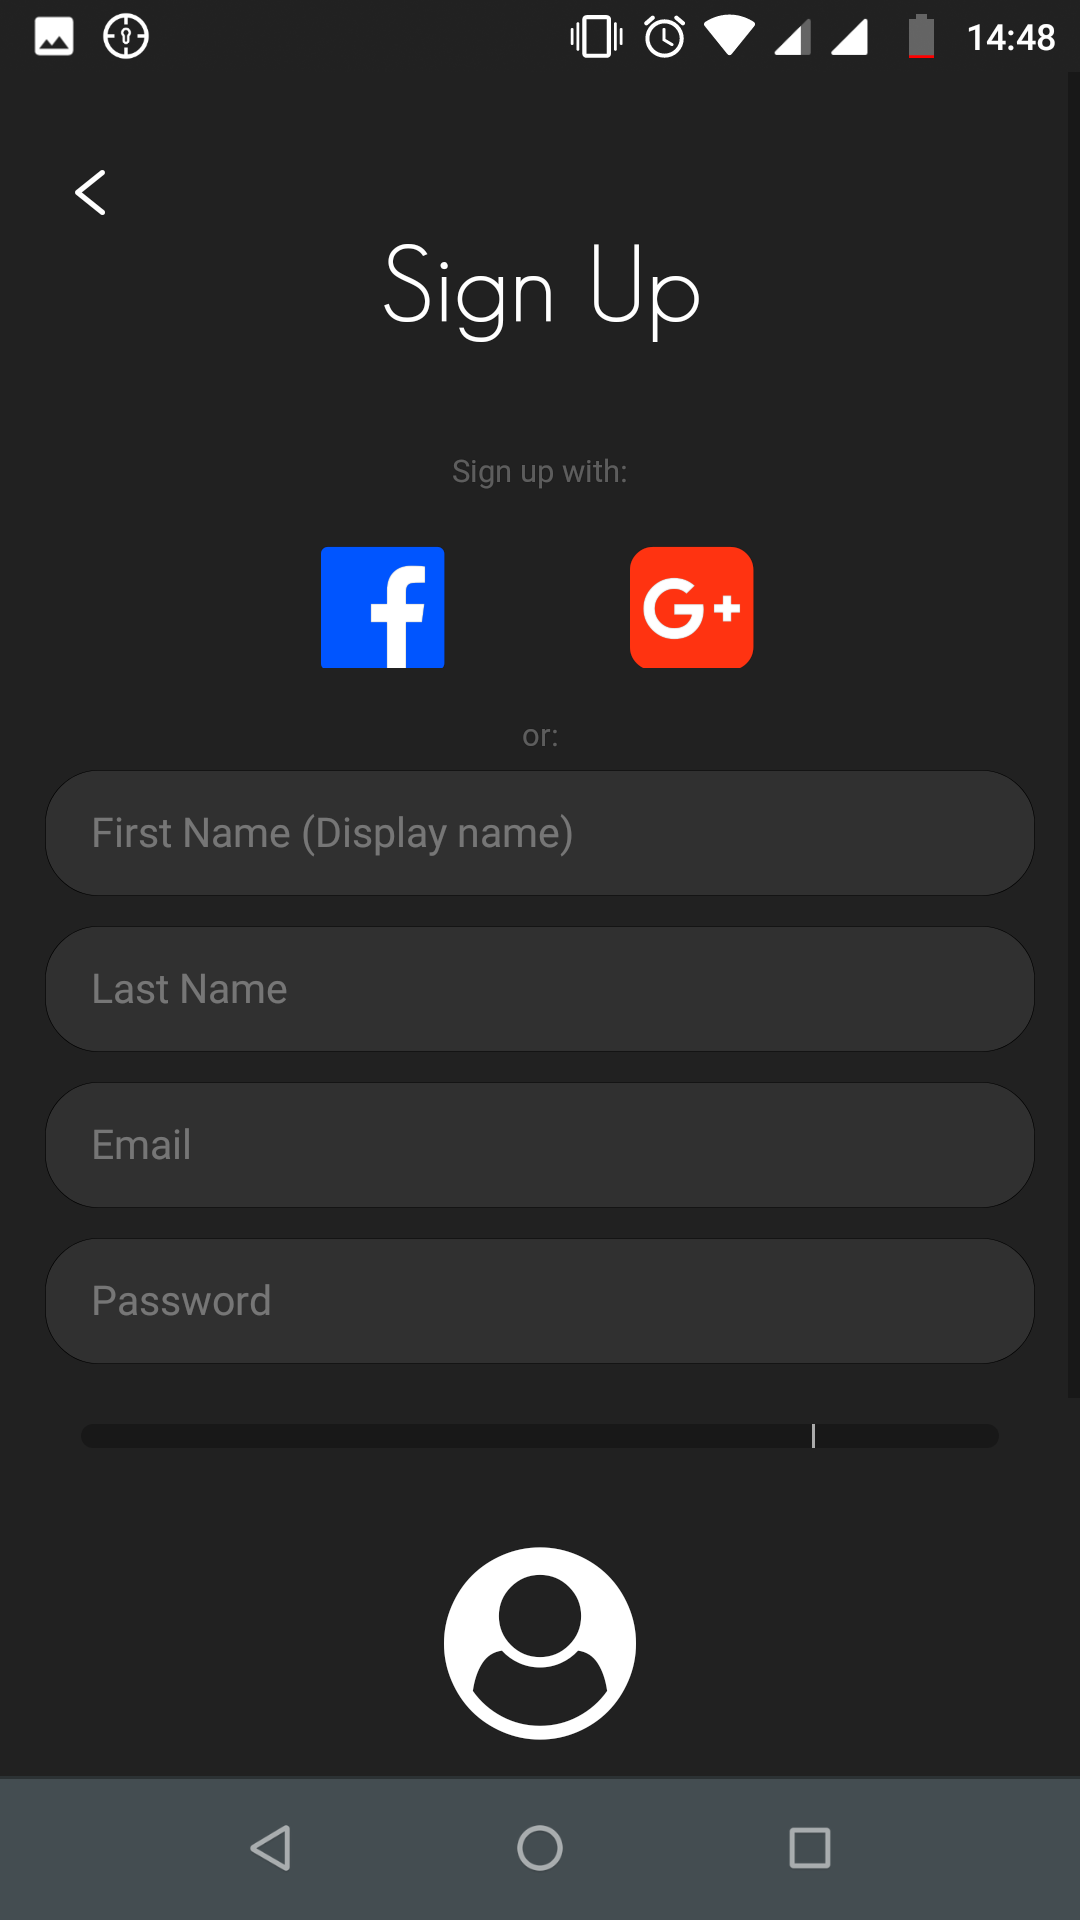 14:48
Sign Up
Sign up with:
f
G+
or:
First Name (Display name)
Last Name
Email
Password